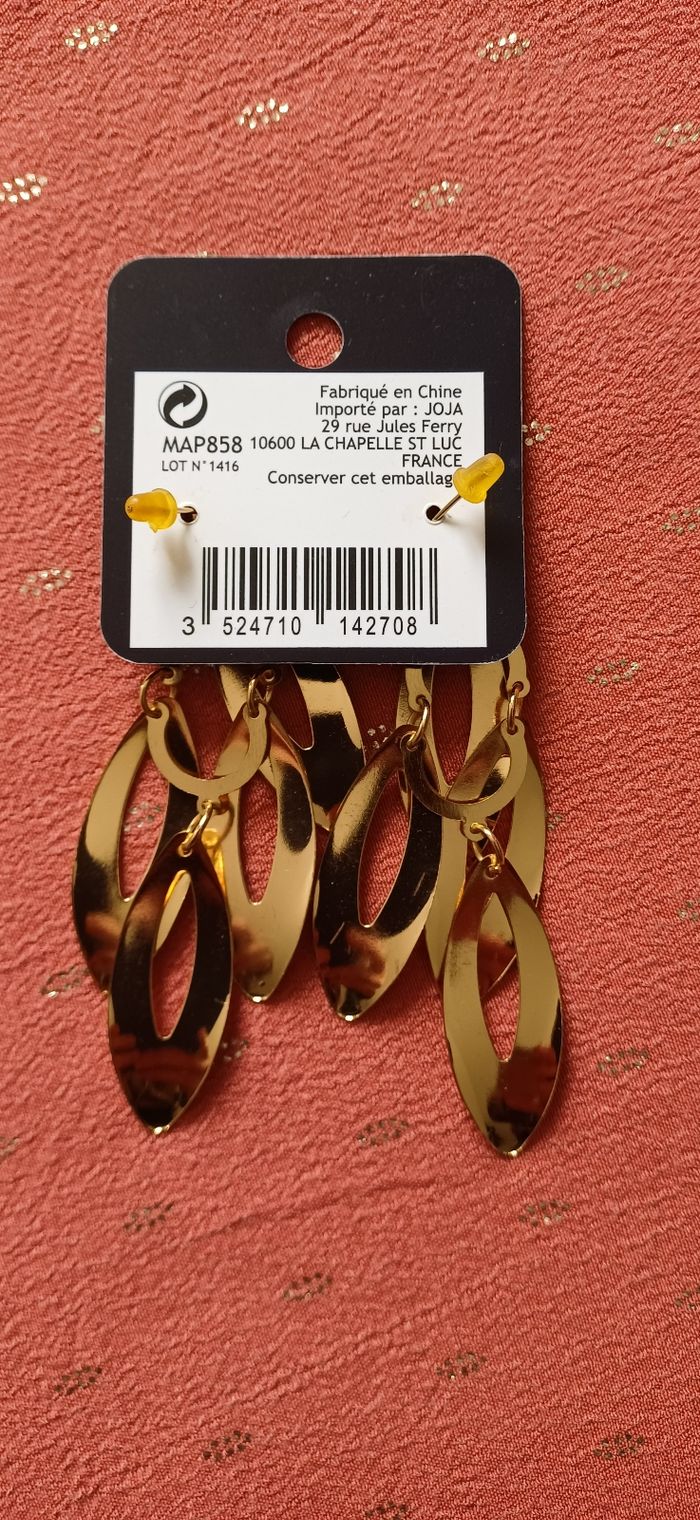 Fabriqué en Chine
Importé par : JOJA
29 rue Jules Ferry
MAP858 10600 LA CHAPELLE ST LUC
LOT N°1416 FRANCE
Conserver cet emballag
3 524710 142708